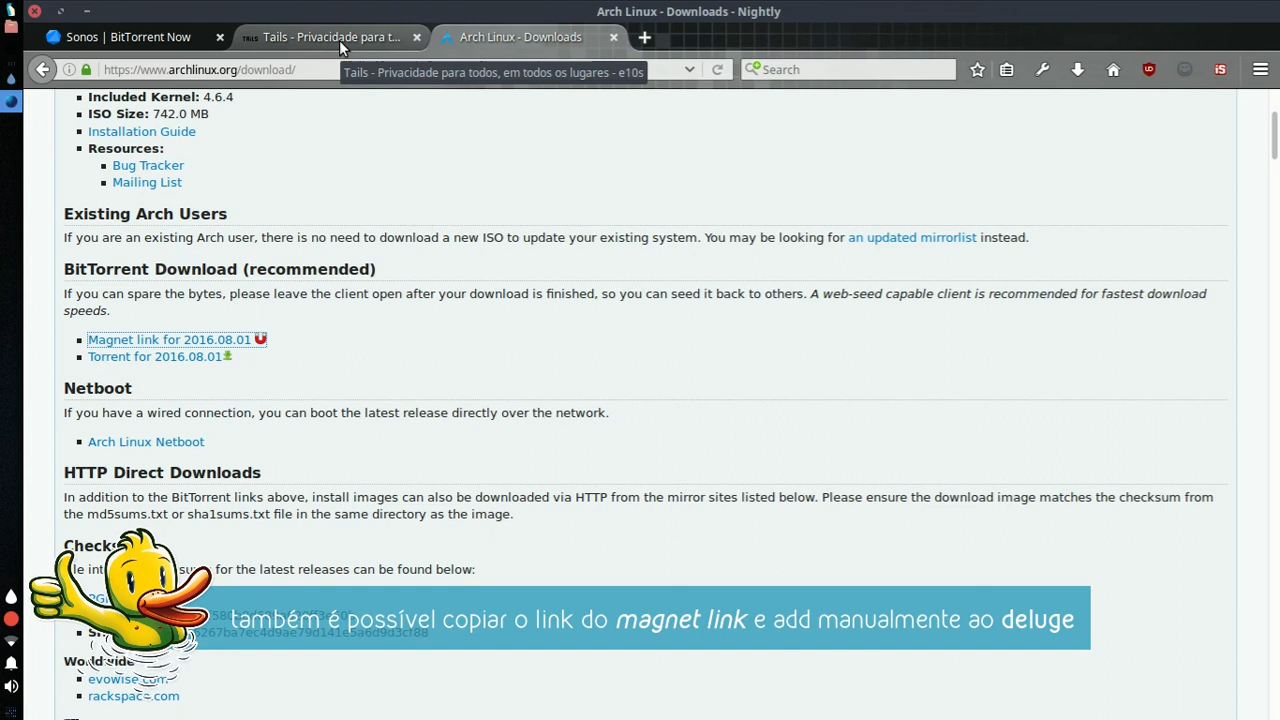 Arch Linux - Downloads - Nightly
Sonos | BitTorrent Now
Tails - Privacidade para t...
Arch Linux - Downloads
https://www.archlinux.org/download/
Search
Tails - Privacidade para todos, em todos os lugares - e10s
Included Kernel: 4.6.4
ISO Size: 742.0 MB
Installation Guide
Resources:
Bug Tracker
Mailing List
Existing Arch Users
If you are an existing Arch user, there is no need to download a new ISO to update your existing system. You may be looking for an updated mirrorlist instead.
BitTorrent Download (recommended)
If you can spare the bytes, please leave the client open after your download is finished, so you can seed it back to others. A web-seed capable client is recommended for fastest download
speeds.
Magnet link for 2016.08.01
Torrent for 2016.08.01
Netboot
If you have a wired connection, you can boot the latest release directly over the network.
Arch Linux Netboot
HTTP Direct Downloads
In addition to the BitTorrent links above, install images can also be downloaded via HTTP from the mirror sites listed below. Please ensure the download image matches the checksum from
the md5sums.txt or sha1sums.txt file in the same directory as the image.
Checks
for the latest releases can be found below:
também é possível copiar o link do magnet link e add manualmente ao deluge
Worldwide
evowise.com
rackspace.com